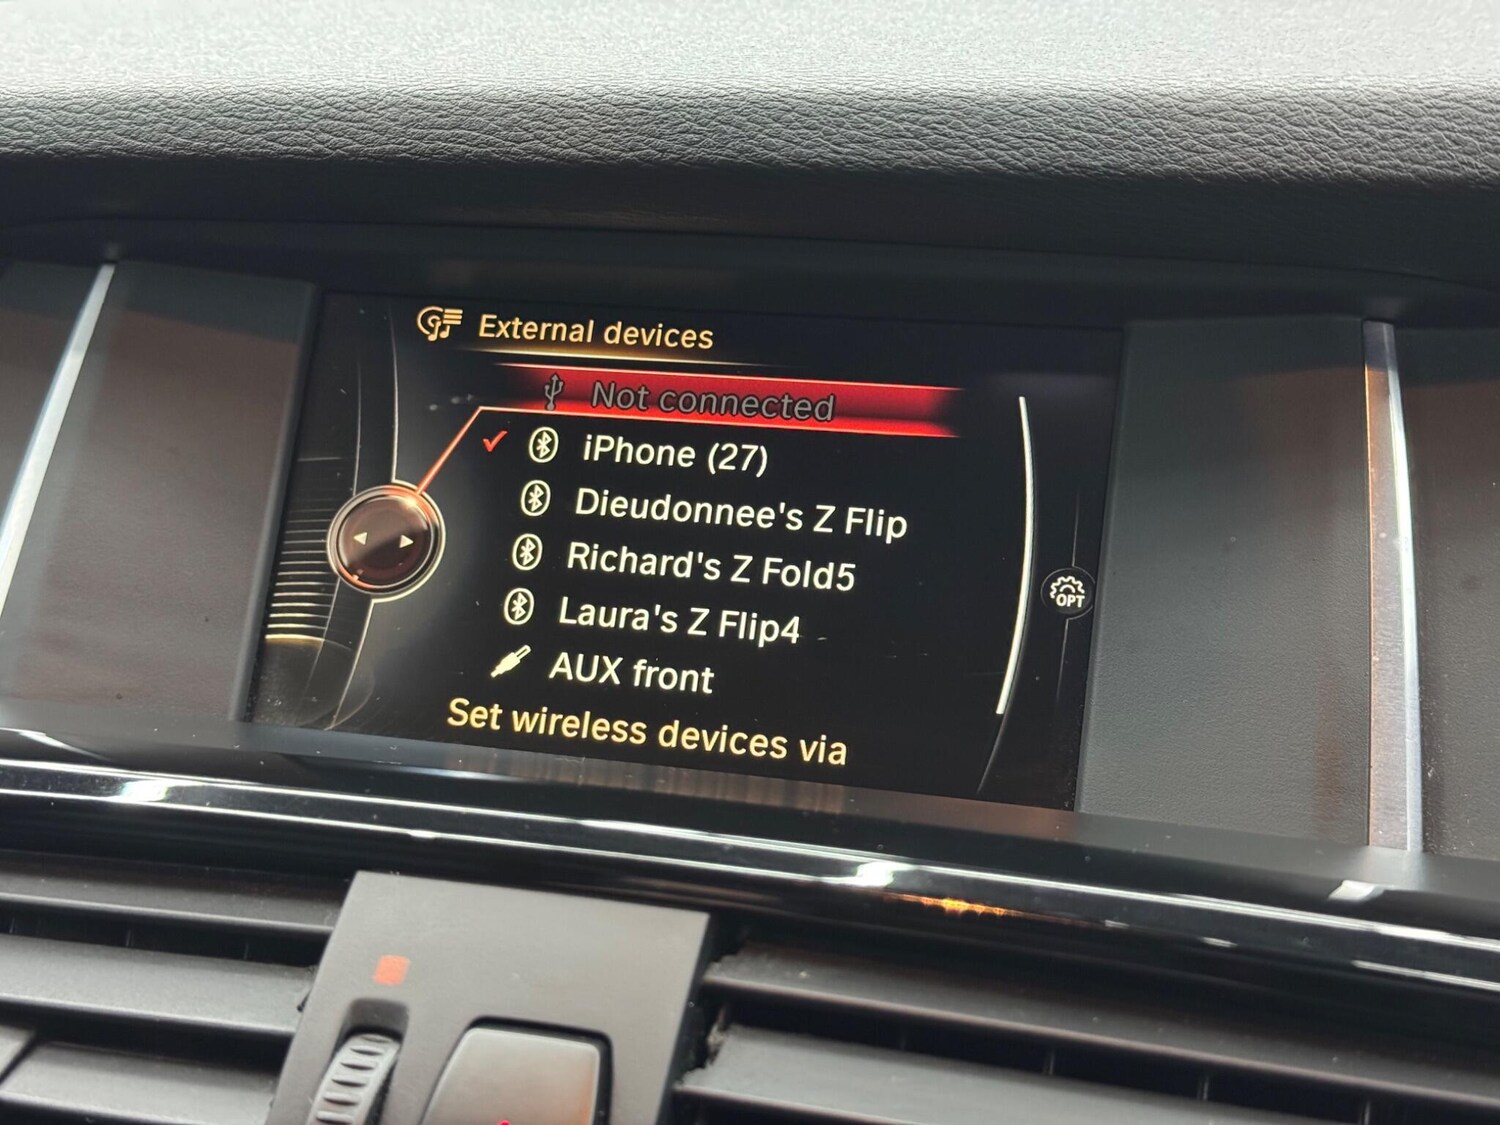 External devices
Not connected
iPhone (27)
Dieudonnee's Z Flip
Richard's Z Fold5
Laura's Z Flip4
AUX front
Set wireless devices via
OPT